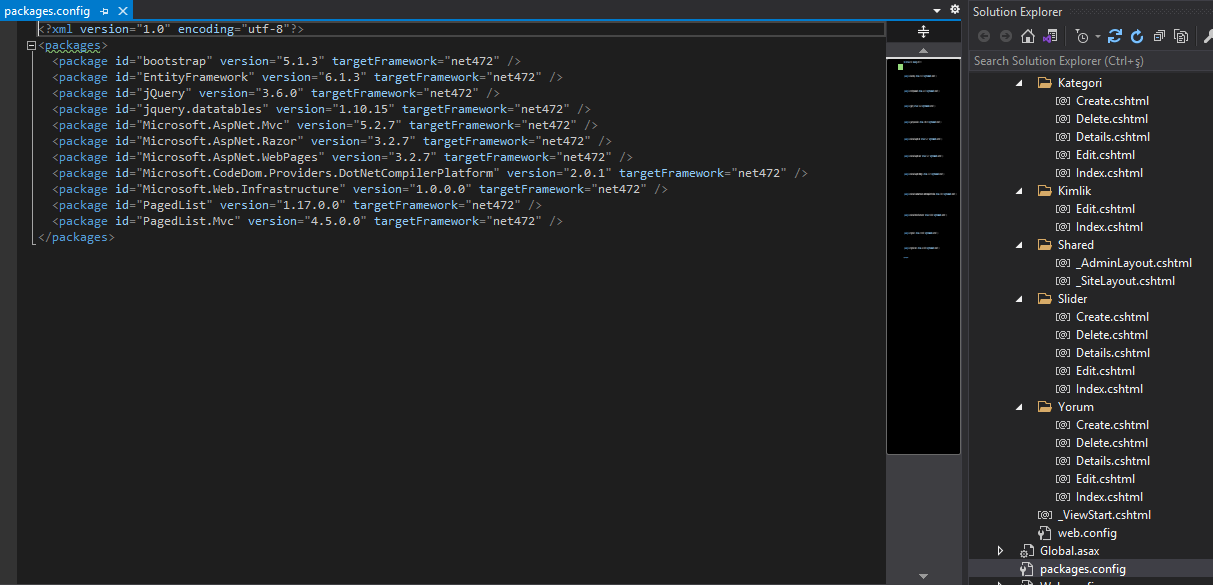 packages.config
<?xml version="1.0" encoding="utf-8"?>
<packages>
<package id="bootstrap" version="5.1.3" targetFramework="net472" />
<package id="EntityFramework" version="6.1.3" targetFramework="net472" />
<package id="jQuery" version="3.6.0" targetFramework="net472" />
<package id="jquery.datatables" version="1.10.15" targetFramework="net472" />
<package id="Microsoft.AspNet.Mvc" version="5.2.7" targetFramework="net472" />
<package id="Microsoft.AspNet.Razor" version="3.2.7" targetFramework="net472" />
<package id="Microsoft.AspNet.WebPages" version="3.2.7" targetFramework="net472" />
<package id="Microsoft.CodeDom.Providers.DotNetCompilerPlatform" version="2.0.1" targetFramework="net472" />
<package id="Microsoft.Web.Infrastructure" version="1.0.0.0" targetFramework="net472" />
<package id="PagedList" version="1.17.0.0" targetFramework="net472" />
<package id="PagedList.Mvc" version="4.5.0.0" targetFramework="net472" />
</packages>
Solution Explorer
Search Solution Explorer (Ctrl+ş)
Kategori
Create.cshtml
Delete.cshtml
Details.cshtml
Edit.cshtml
Index.cshtml
Kimlik
Edit.cshtml
Index.cshtml
Shared
_AdminLayout.cshtml
_SiteLayout.cshtml
Slider
Create.cshtml
Delete.cshtml
Details.cshtml
Edit.cshtml
Index.cshtml
Yorum
Create.cshtml
Delete.cshtml
Details.cshtml
Edit.cshtml
Index.cshtml
_ViewStart.cshtml
web.config
Global.asax
packages.config